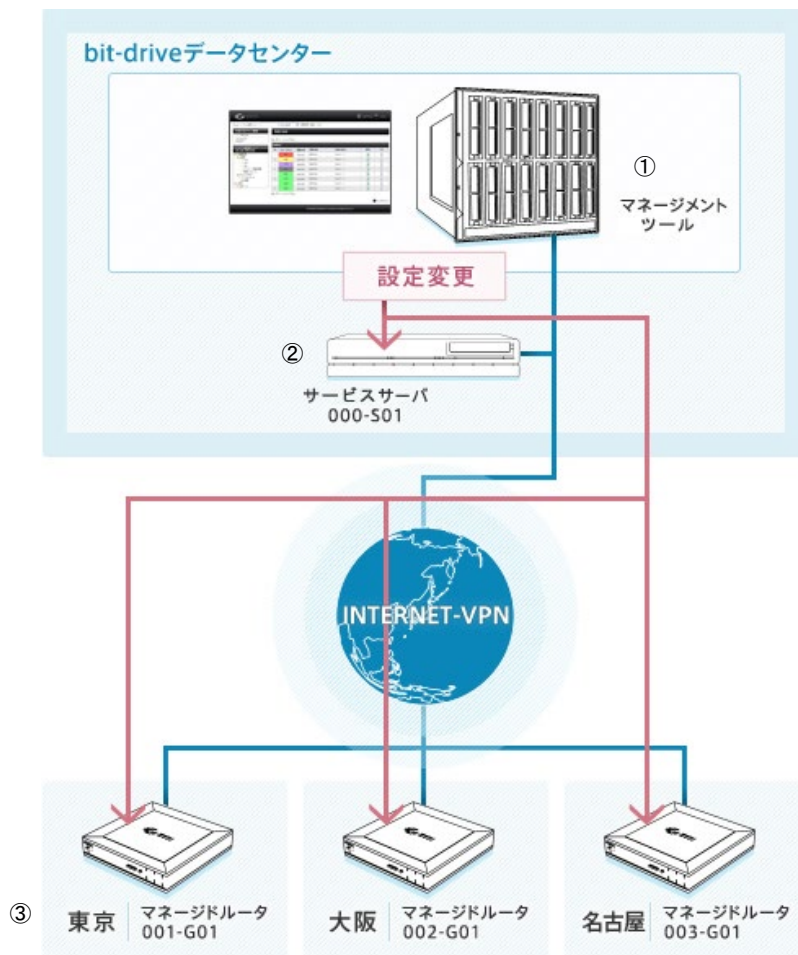 bit-driveデータセンター
①
マネージメント
ツール
設定変更
②
サービスサーバ
000-S01
INTERNET-VPN
③
東京
マネージドルータ
001-G01
大阪
マネージドルータ
002-G01
名古屋
マネージドルータ
003-G01